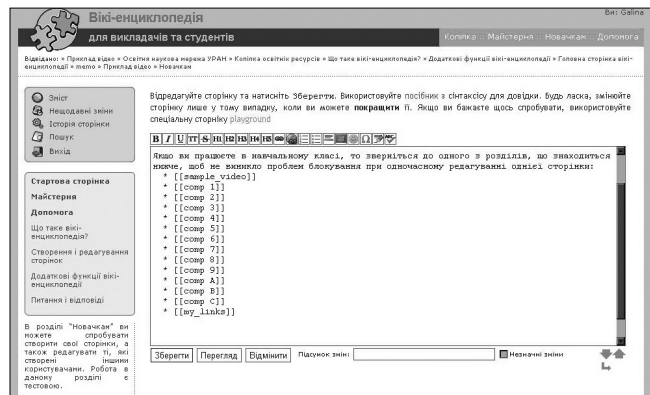 Вікі-енциклопедія
Ви: Galina
для викладачів та студентів
Копілка :: Майстерня :: Новачкам :: Допомога
Відвідано: » Приклад відео » Освітня наукова мережа УРАН » Колекція освітніх ресурсів » Що таке вікі-енциклопедія? » Додаткові функції вікі-енциклопедії » Головна сторінка вікі-
енциклопедії » memo » Приклад відео » Новачкам
Зміст
Нещодавні зміни
Історія сторінки
Пошук
Вихід
Стартова сторінка
Майстерня
Допомога
Що таке вікі-
енциклопедія?
Створення і редагування
сторінок
Додаткові функції вікі-
енциклопедії
Питання і відповіді
В розділі "Новачкам" ви
можете спробувати
створити свої сторінки, а
також редагувати ті, які
створені іншими
користувачами. Робота в
даному розділі є
тестовою.
Відредагуйте сторінку та натисніть Зберегти. Використовуйте посібник з синтаксису для довідки. Будь ласка, змінюйте
сторінку лише у тому випадку, коли ви можете покращити її. Якщо ви бажаєте щось спробувати, використовуйте
спеціальну сторінку playground
B I U TT S H1 H2 H3 H4 H5
Якщо ви працюєте в навчальному класі, то зверніться до одного з розділів, що знаходиться
нижче, щоб не виникло проблем блокування при одночасному редагуванні однієї сторінки:
* [[sample_video]]
* [[comp 1]]
* [[comp 2]]
* [[comp 3]]
* [[comp 4]]
* [[comp 5]]
* [[comp 6]]
* [[comp 7]]
* [[comp 8]]
* [[comp 9]]
* [[comp A]]
* [[comp B]]
* [[comp C]]
* [[my_links]]
Зберегти Перегляд Відмінити Підсумок змін: Незначні зміни